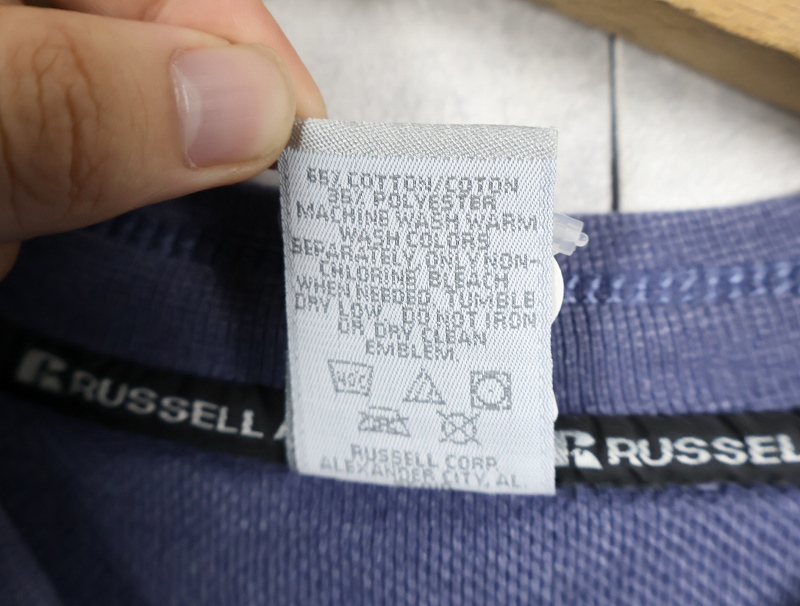 65% COTTON/COTON
35% POLYESTER
MACHINE WASH WARM
WASH COLORS
SEPARATELY ONLY NON-
CHLORINE BLEACH
WHEN NEEDED. TUMBLE
DRY LOW. DO NOT IRON
OR DRY CLEAN
EMBLEM.
RUSSELL CORP
ALEXANDER CITY, AL.
R RUSSELL A
R RUSSEL